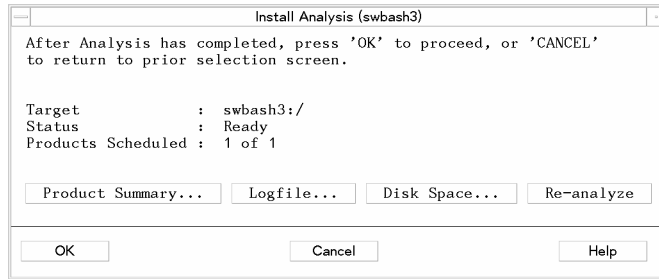 Install Analysis (swbash3)
After Analysis has completed, press 'OK' to proceed, or 'CANCEL'
to return to prior selection screen.
Target : swbash3:/
Status : Ready
Products Scheduled : 1 of 1
Product Summary... Logfile... Disk Space... Re-analyze
OK Cancel Help